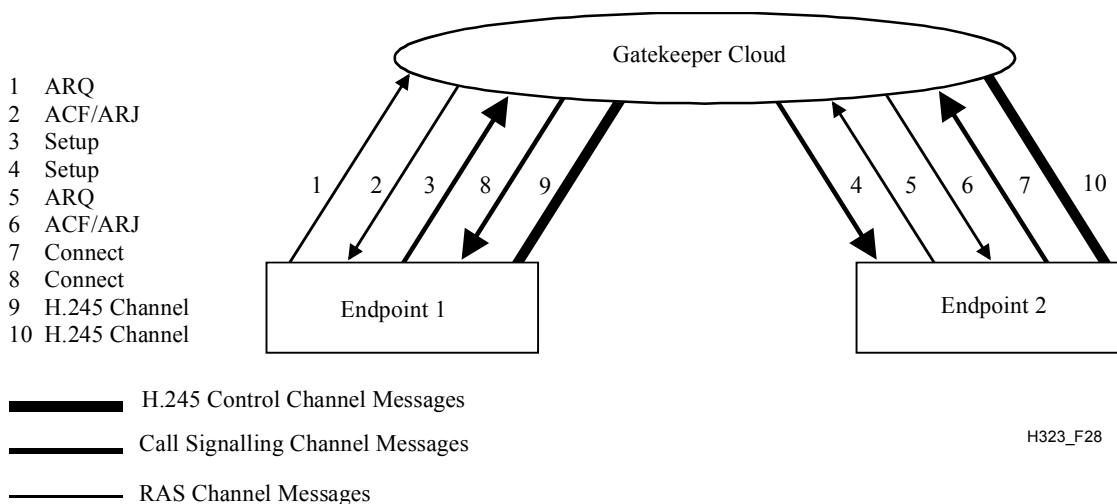 Gatekeeper Cloud
1 ARQ
2 ACF/ARJ
3 Setup
4 Setup
5 ARQ
6 ACF/ARJ
7 Connect
8 Connect
9 H.245 Channel
10 H.245 Channel
1 2 3 8 9 4 5 6 7 10
Endpoint 1
Endpoint 2
H.245 Control Channel Messages
Call Signalling Channel Messages
RAS Channel Messages
H323_F28